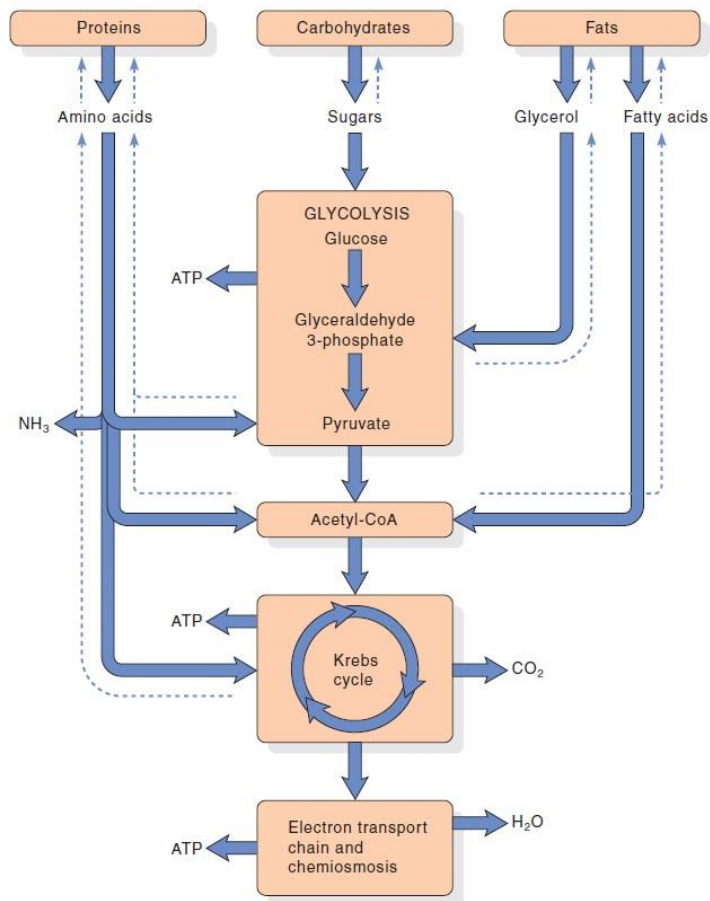 Proteins
Carbohydrates
Fats
Amino acids
Sugars
Glycerol
Fatty acids
GLYCOLYSIS
Glucose
ATP
Glyceraldehyde
3-phosphate
NH₃
Pyruvate
Acetyl-CoA
ATP
Krebs
cycle
CO₂
Electron transport
chain and
chemiosmosis
H₂O
ATP